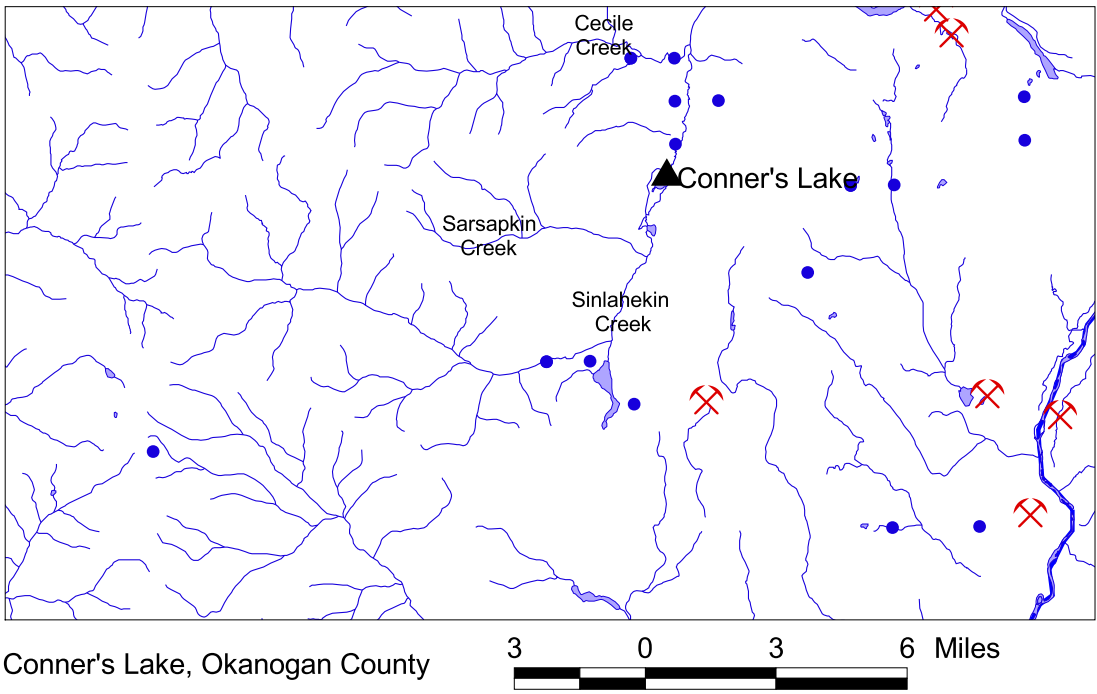 Cecile
Creek
Conner's Lake
Sarsapkin
Creek
Sinlahekin
Creek
Conner's Lake, Okanogan County
3 0 3 6 Miles